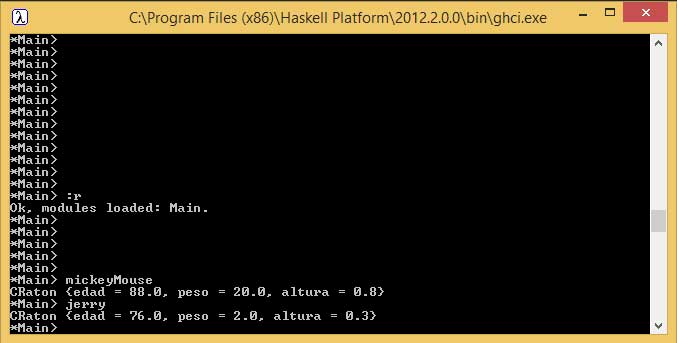 C:\Program Files (x86)\Haskell Platform\2012.2.0.0\bin\ghci.exe
*Main>
*Main>
*Main>
*Main>
*Main>
*Main>
*Main>
*Main>
*Main>
*Main>
*Main>
*Main>
*Main>
*Main> :r
Ok, modules loaded: Main.
*Main>
*Main>
*Main>
*Main>
*Main>
*Main> mickeyMouse
CRaton {edad = 88.0, peso = 20.0, altura = 0.8}
*Main> jerry
CRaton {edad = 76.0, peso = 2.0, altura = 0.3}
*Main>